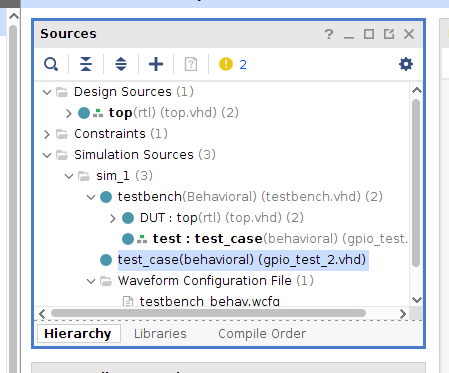 Sources
? _
2
Design Sources (1)
top(rtl) (top.vhd) (2)
Constraints
Simulation Sources (3)
sim_1 (3)
testbench(Behavioral) (testbench.vhd) (2)
DUT : top(rtl) (top.vhd) (2)
test : test_case(behavioral) (gpio_test.
test_case(behavioral) (gpio_test_2.vhd)
Waveform Configuration File (1)
testbench_behav.wcfg
Hierarchy Libraries Compile Order